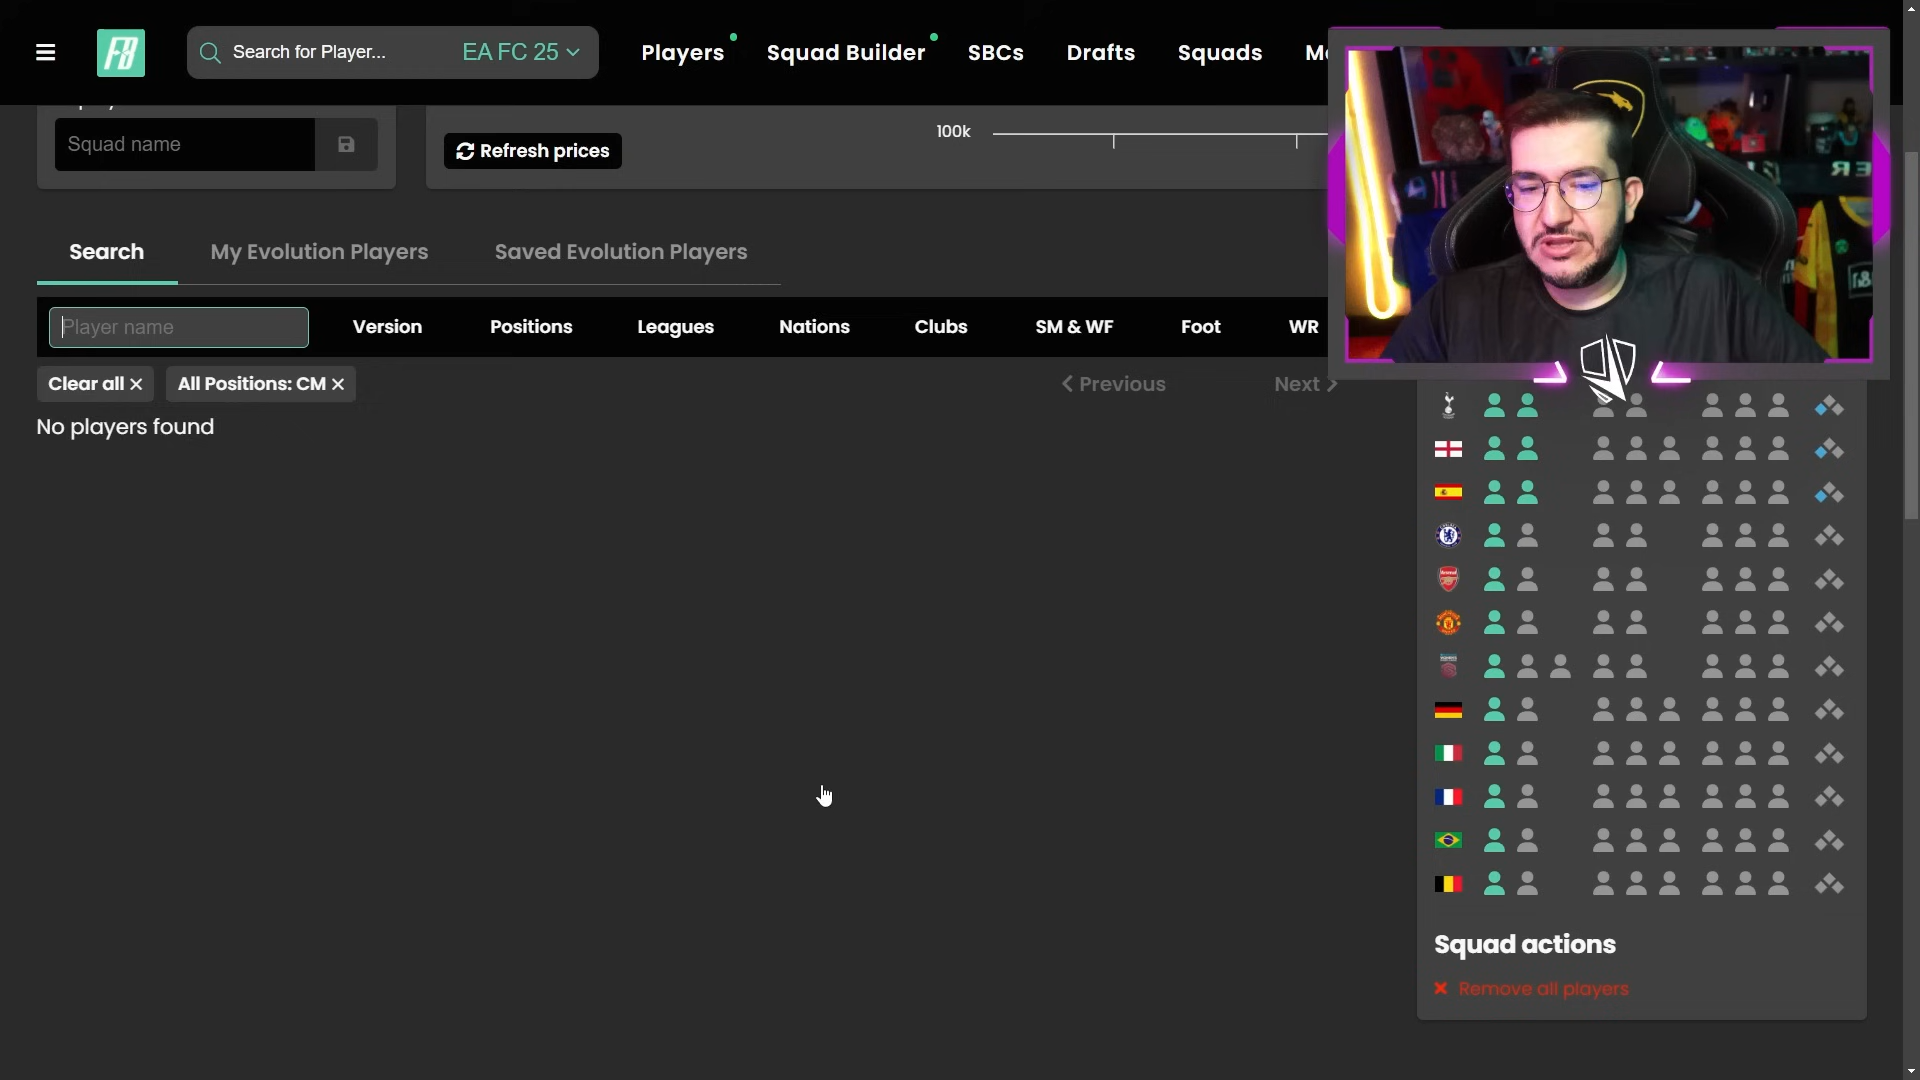 Search for Player... EA FC 25 Players Squad Builder SBCs Drafts Squads
Squad name
Refresh prices
100k
Search My Evolution Players Saved Evolution Players
Player name Version Positions Leagues Nations Clubs SM & WF Foot WR
Clear all All Positions: CM Previous Next
No players found
Squad actions
Remove all players